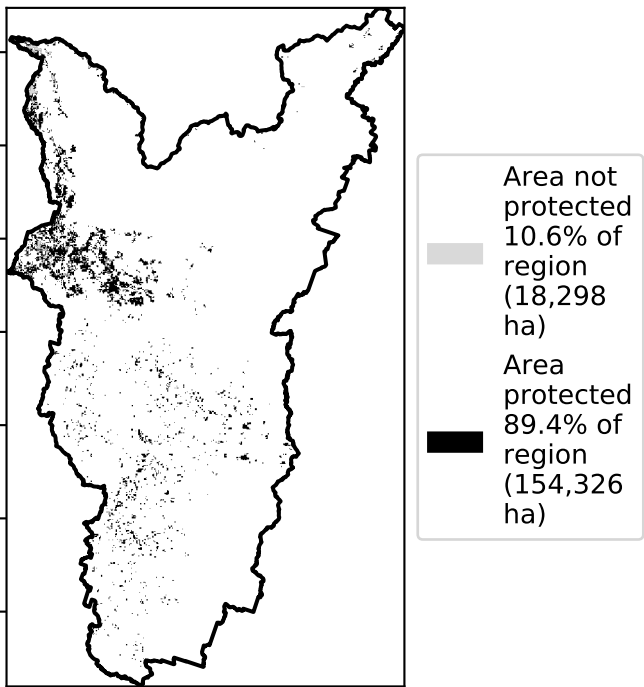 Area not
protected
10.6% of
region
(18,298
ha)
Area
protected
89.4% of
region
(154,326
ha)